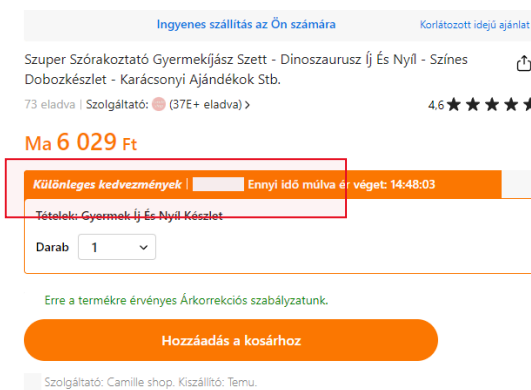 Ingyenes szállítás az Ön számára
Korlátozott idejű ajánlat
Szuper Szórakoztató Gyermekíjász Szett - Dinoszaurusz Íj És Nyíl - Színes
Dobozkészlet - Karácsonyi Ajándékok Stb.
73 eladva | Szolgáltató: (37E+ eladva) >
4,6 ★★★★★
Ma 6 029 Ft
Különleges kedvezmények | Ennyi idő múlva ér véget: 14:48:03
Tételek: Gyermek Íj És Nyíl Készlet
Darab 1
Erre a termékre érvényes Árkorrekciós szabályzatunk.
Hozzáadás a kosárhoz
Szolgáltató: Camille shop. Kiszállító: Temu.